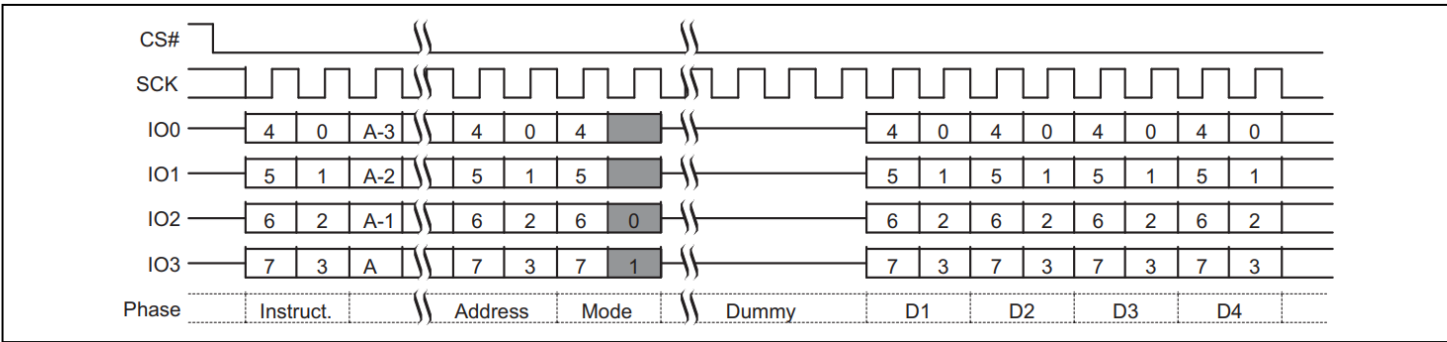 CS#
SCK
IO0 4 0 A-3 4 0 4 4 0 4 0 4 0 4 0
IO1 5 1 A-2 5 1 5 5 1 5 1 5 1 5 1
IO2 6 2 A-1 6 2 6 0 6 2 6 2 6 2 6 2
IO3 7 3 A 7 3 7 1 7 3 7 3 7 3 7 3
Phase Instruct. Address Mode Dummy D1 D2 D3 D4